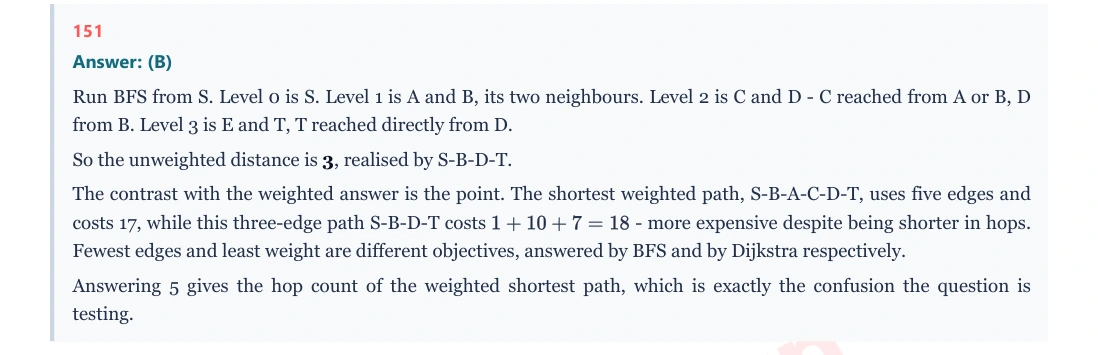 151
Answer: (B)
Run BFS from S. Level 0 is S. Level 1 is A and B, its two neighbours. Level 2 is C and D - C reached from A or B, D
from B. Level 3 is E and T, T reached directly from D.
So the unweighted distance is 3, realised by S-B-D-T.
The contrast with the weighted answer is the point. The shortest weighted path, S-B-A-C-D-T, uses five edges and
costs 17, while this three-edge path S-B-D-T costs 1 + 10 + 7 = 18 - more expensive despite being shorter in hops.
Fewest edges and least weight are different objectives, answered by BFS and by Dijkstra respectively.
Answering 5 gives the hop count of the weighted shortest path, which is exactly the confusion the question is
testing.